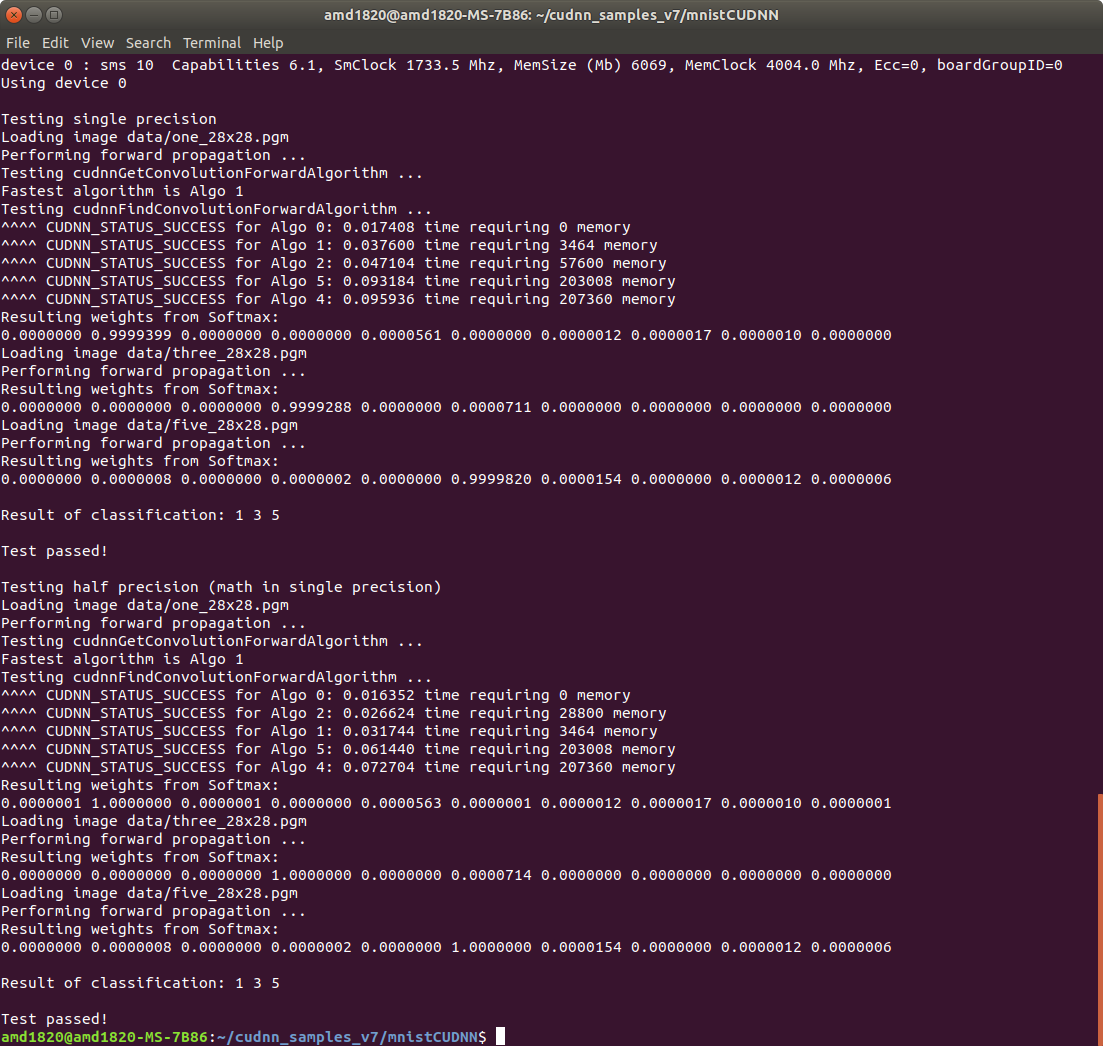 amd1820@amd1820-MS-7B86: ~/cudnn_samples_v7/mnistCUDNN
File Edit View Search Terminal Help
device 0 : sms 10  Capabilities 6.1, SmClock 1733.5 Mhz, MemSize (Mb) 6069, MemClock 4004.0 Mhz, Ecc=0, boardGroupID=0
Using device 0

Testing single precision
Loading image data/one_28x28.pgm
Performing forward propagation ...
Testing cudnnGetConvolutionForwardAlgorithm ...
Fastest algorithm is Algo 1
Testing cudnnFindConvolutionForwardAlgorithm ...
^^^^ CUDNN_STATUS_SUCCESS for Algo 0: 0.017408 time requiring 0 memory
^^^^ CUDNN_STATUS_SUCCESS for Algo 1: 0.037600 time requiring 3464 memory
^^^^ CUDNN_STATUS_SUCCESS for Algo 2: 0.047104 time requiring 57600 memory
^^^^ CUDNN_STATUS_SUCCESS for Algo 5: 0.093184 time requiring 203008 memory
^^^^ CUDNN_STATUS_SUCCESS for Algo 4: 0.095936 time requiring 207360 memory
Resulting weights from Softmax:
0.0000000 0.9999399 0.0000000 0.0000000 0.0000561 0.0000000 0.0000012 0.0000017 0.0000010 0.0000000
Loading image data/three_28x28.pgm
Performing forward propagation ...
Resulting weights from Softmax:
0.0000000 0.0000000 0.0000000 0.9999288 0.0000000 0.0000711 0.0000000 0.0000000 0.0000000 0.0000000
Loading image data/five_28x28.pgm
Performing forward propagation ...
Resulting weights from Softmax:
0.0000000 0.0000008 0.0000000 0.0000002 0.0000000 0.9999820 0.0000154 0.0000000 0.0000012 0.0000006

Result of classification: 1 3 5

Test passed!

Testing half precision (math in single precision)
Loading image data/one_28x28.pgm
Performing forward propagation ...
Testing cudnnGetConvolutionForwardAlgorithm ...
Fastest algorithm is Algo 1
Testing cudnnFindConvolutionForwardAlgorithm ...
^^^^ CUDNN_STATUS_SUCCESS for Algo 0: 0.016352 time requiring 0 memory
^^^^ CUDNN_STATUS_SUCCESS for Algo 2: 0.026624 time requiring 28800 memory
^^^^ CUDNN_STATUS_SUCCESS for Algo 1: 0.031744 time requiring 3464 memory
^^^^ CUDNN_STATUS_SUCCESS for Algo 5: 0.061440 time requiring 203008 memory
^^^^ CUDNN_STATUS_SUCCESS for Algo 4: 0.072704 time requiring 207360 memory
Resulting weights from Softmax:
0.0000001 1.0000000 0.0000001 0.0000000 0.0000563 0.0000001 0.0000012 0.0000017 0.0000010 0.0000001
Loading image data/three_28x28.pgm
Performing forward propagation ...
Resulting weights from Softmax:
0.0000000 0.0000000 0.0000000 1.0000000 0.0000000 0.0000714 0.0000000 0.0000000 0.0000000 0.0000000
Loading image data/five_28x28.pgm
Performing forward propagation ...
Resulting weights from Softmax:
0.0000000 0.0000008 0.0000000 0.0000002 0.0000000 1.0000000 0.0000154 0.0000000 0.0000012 0.0000006

Result of classification: 1 3 5

Test passed!
amd1820@amd1820-MS-7B86:~/cudnn_samples_v7/mnistCUDNN$